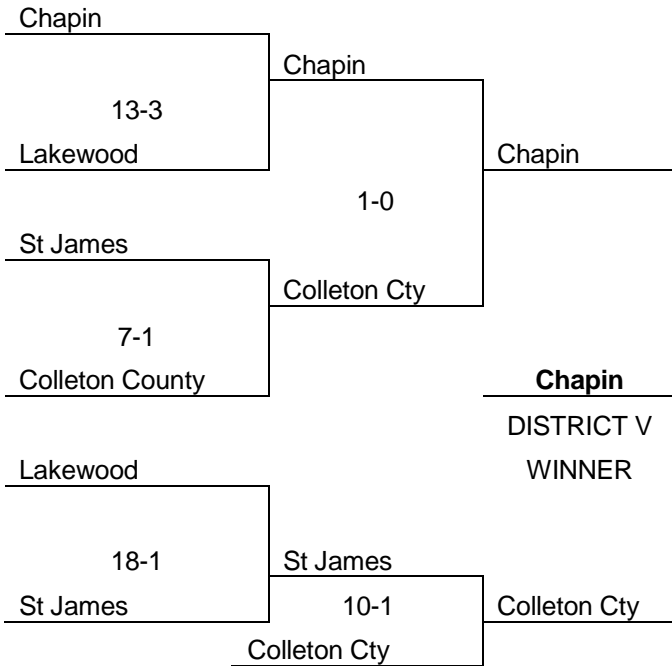 Chapin
Chapin
13-3
Lakewood
Chapin
1-0
St James
Colleton Cty
7-1
Colleton County
Chapin
DISTRICT V
WINNER
Lakewood
18-1
St James
St James
10-1
Colleton Cty
Colleton Cty